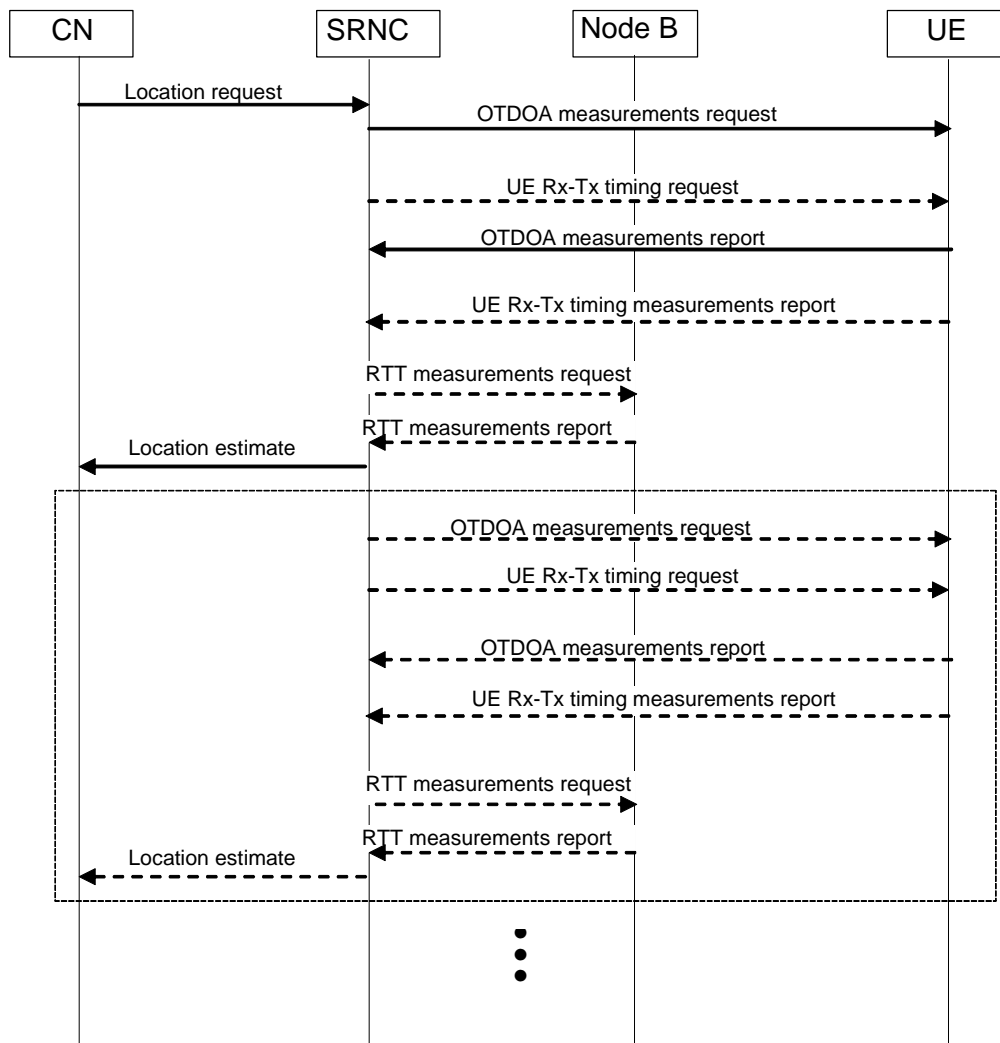 CN
SRNC
Node B
UE
Location request
OTDOA measurements request
UE Rx-Tx timing request
OTDOA measurements report
UE Rx-Tx timing measurements report
RTT measurements request
RTT measurements report
Location estimate
OTDOA measurements request
UE Rx-Tx timing request
OTDOA measurements report
UE Rx-Tx timing measurements report
RTT measurements request
RTT measurements report
Location estimate